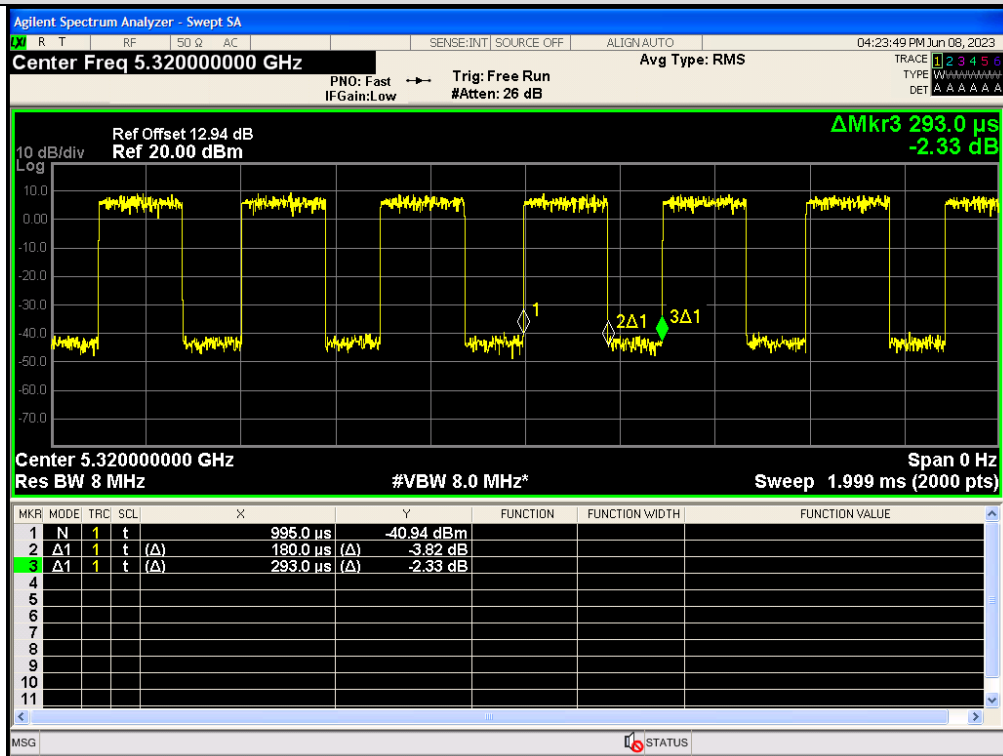 Agilent Spectrum Analyzer - Swept SA
LXI R T RF 50 Ω AC SENSE:INT SOURCE OFF ALIGN AUTO 04:23:49 PM Jun 08, 2023
Center Freq 5.320000000 GHz Avg Type: RMS TRACE 1 2 3 4 5 6
PNO: Fast Trig: Free Run TYPE W
IFGain:Low #Atten: 26 dB DET A A A A A A
ΔMkr3 293.0 µs
-2.33 dB
Ref Offset 12.94 dB
10 dB/div Ref 20.00 dBm
Log
10.0
0.00
-10.0
-20.0
-30.0
-40.0
-50.0
-60.0
-70.0
1
2Δ1
3Δ1
Center 5.320000000 GHz Span 0 Hz
Res BW 8 MHz #VBW 8.0 MHz* Sweep 1.999 ms (2000 pts)
MKR MODE TRC SCL X Y FUNCTION FUNCTION WIDTH FUNCTION VALUE
1 N 1 t 995.0 µs -40.94 dBm
2 Δ1 1 t (Δ) 180.0 µs (Δ) -3.82 dB
3 Δ1 1 t (Δ) 293.0 µs (Δ) -2.33 dB
4
5
6
7
8
9
10
11
MSG STATUS